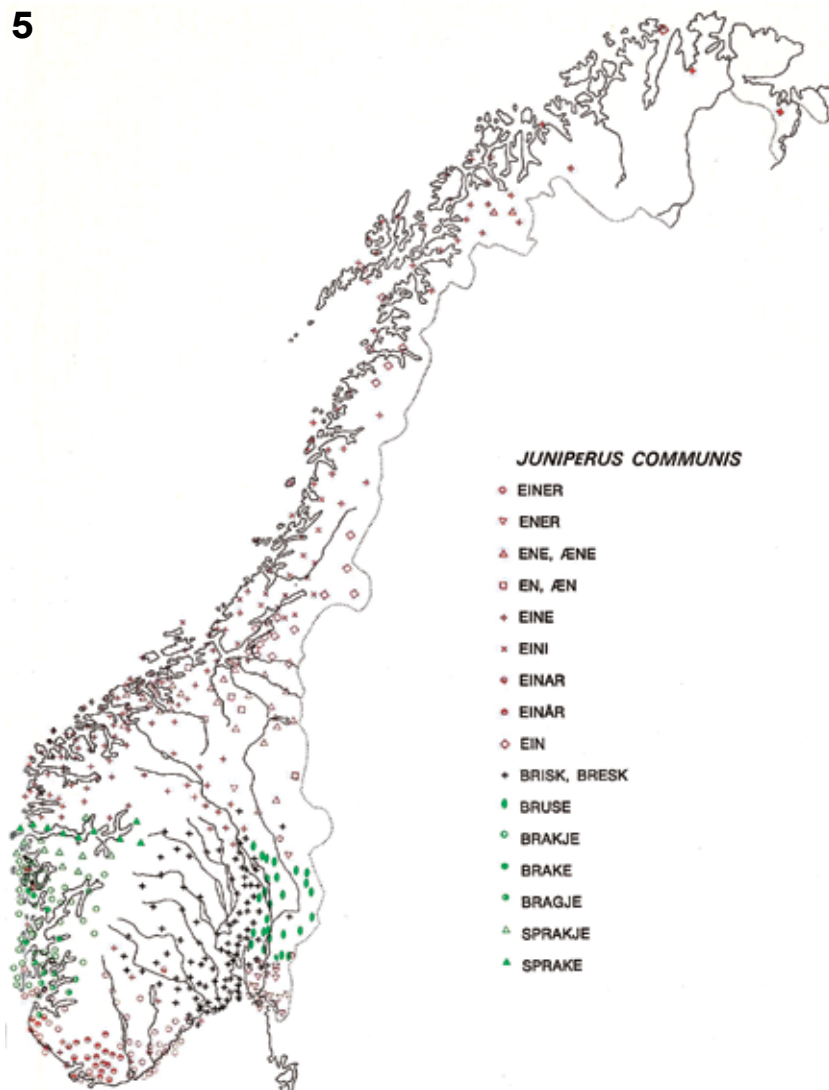 5
JUNIPERUS COMMUNIS
EINER
ENER
ENE, ÆNE
EN, ÆN
EINE
EINI
EINAR
EINÅR
EIN
BRISK, BRESK
BRUSE
BRAKJE
BRAKE
BRAGJE
SPRAKJE
SPRAKE